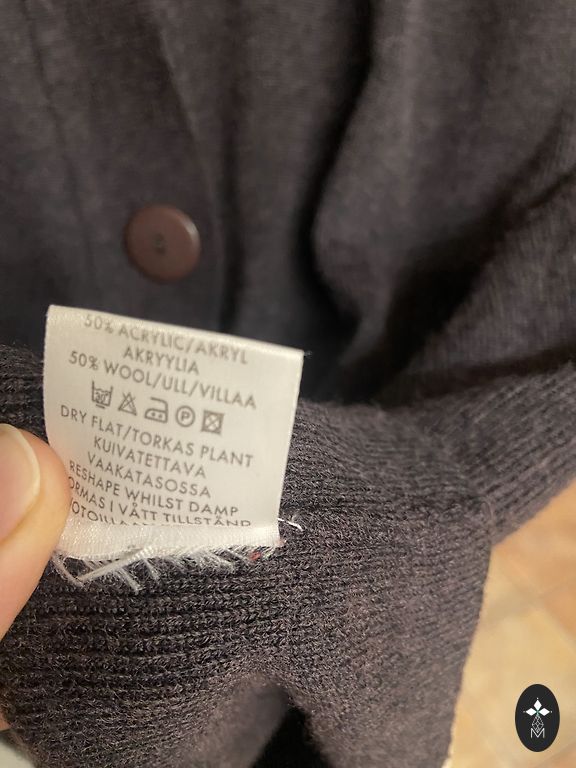 50% ACRYLIC/AKRYL
AKRYYLIA
50% WOOL/ULL/VILLAA
30°
P
DRY FLAT/TORKAS PLANT
KUIVATETTAVA
VAAKATASOSSA
RESHAPE WHILST DAMP
FORMAS I VÅTT TILLSTÅND
M